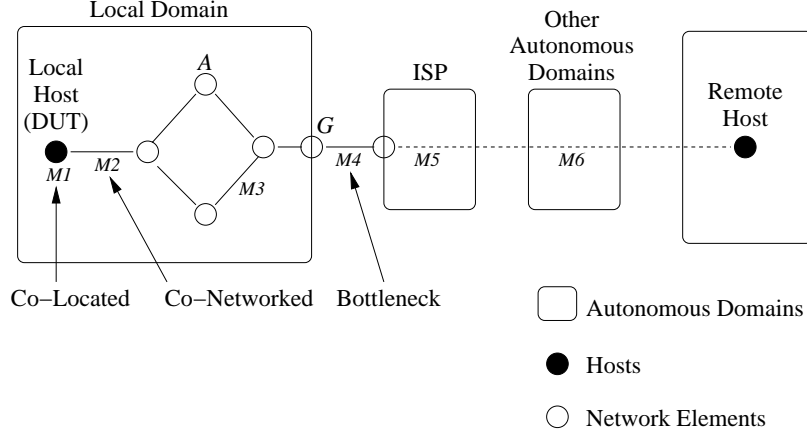 Local Domain
Other
Autonomous
Domains
ISP
Local
Host
(DUT)
A
Remote
Host
G
M1
M2
M3
M4
M5
M6
Co−Located
Co−Networked
Bottleneck
Autonomous Domains
Hosts
Network Elements